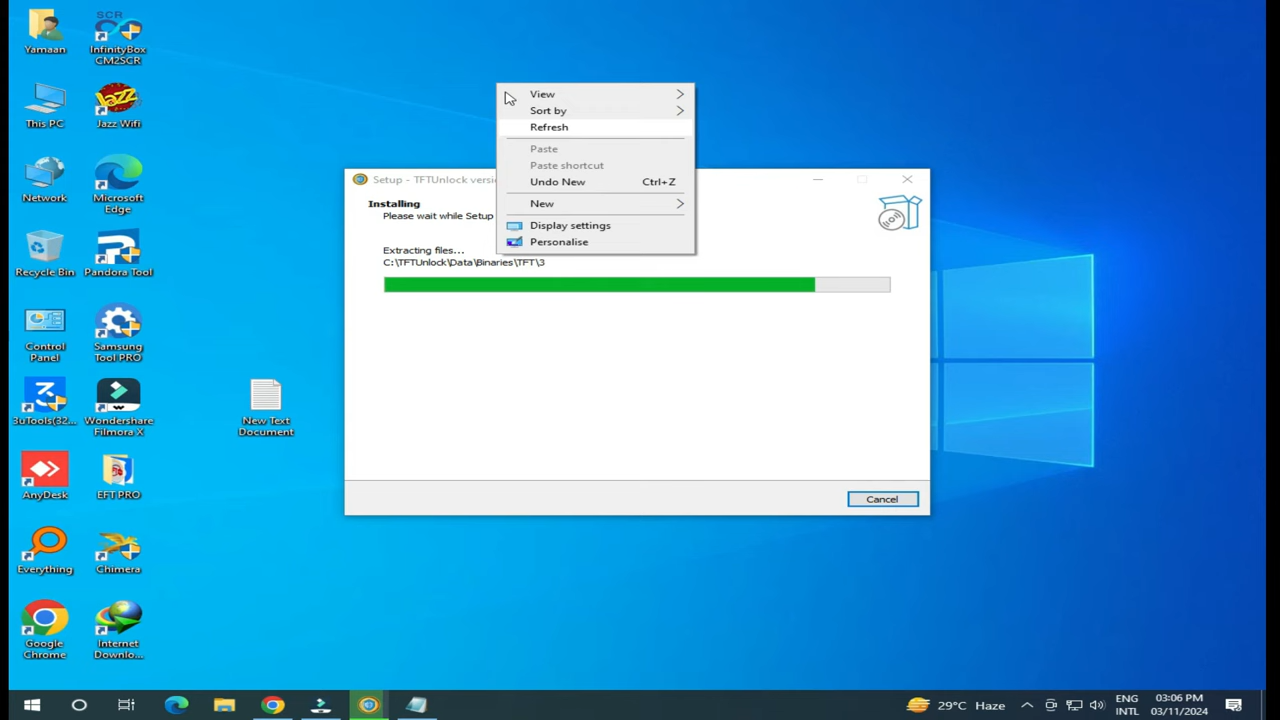 Yamaan
SCR
InfinityBox
CM2SCR
This PC
Jazz
Jazz Wifi
Network
Microsoft
Edge
Recycle Bin
Pandora Tool
Control
Panel
Samsung
Tool PRO
3uTools(32...
Wondershare
Filmora X
New Text
Document
AnyDesk
EFT PRO
Everything
Chimera
Google
Chrome
Internet
Downlo...
View
Sort by
Refresh
Paste
Paste shortcut
Undo New Ctrl+Z
New
Display settings
Personalise
Setup - TFTUnlock versi
Installing
Please wait while Setup
Extracting files...
C:\TFTUnlock\Data\Binaries\TFT\3
Cancel
29°C Haze
ENG
INTL
03:06 PM
03/11/2024